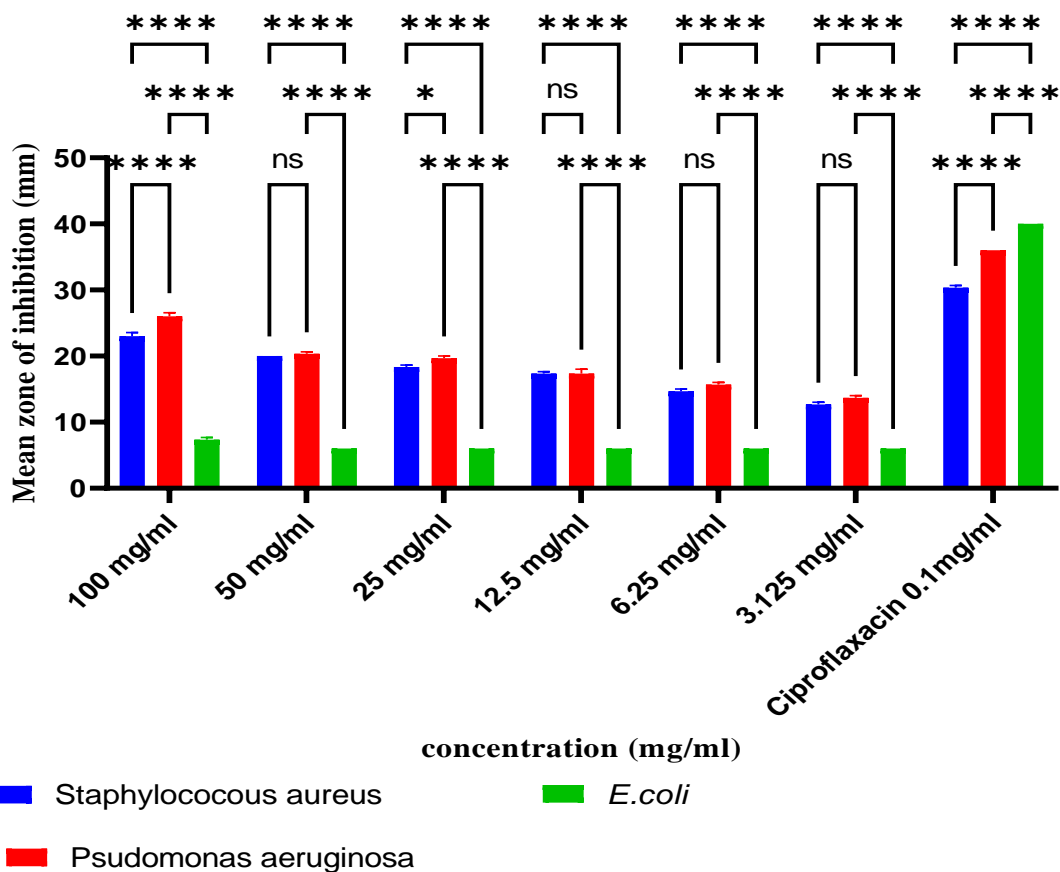 **** **** **** **** **** **** ****
**** **** * ns **** **** ****
**** ns **** **** ns ns ****
Mean zone of inhibition (mm)
50
40
30
20
10
0
100 mg/ml
50 mg/ml
25 mg/ml
12.5 mg/ml
6.25 mg/ml
3.125 mg/ml
Ciproflaxacin 0.1mg/ml
concentration (mg/ml)
Staphylococous aureus
E.coli
Psudomonas aeruginosa